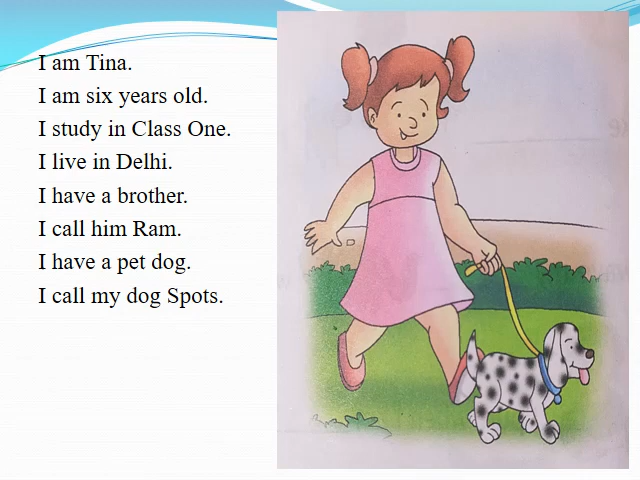 I am Tina.
I am six years old.
I study in Class One.
I live in Delhi.
I have a brother.
I call him Ram.
I have a pet dog.
I call my dog Spots.